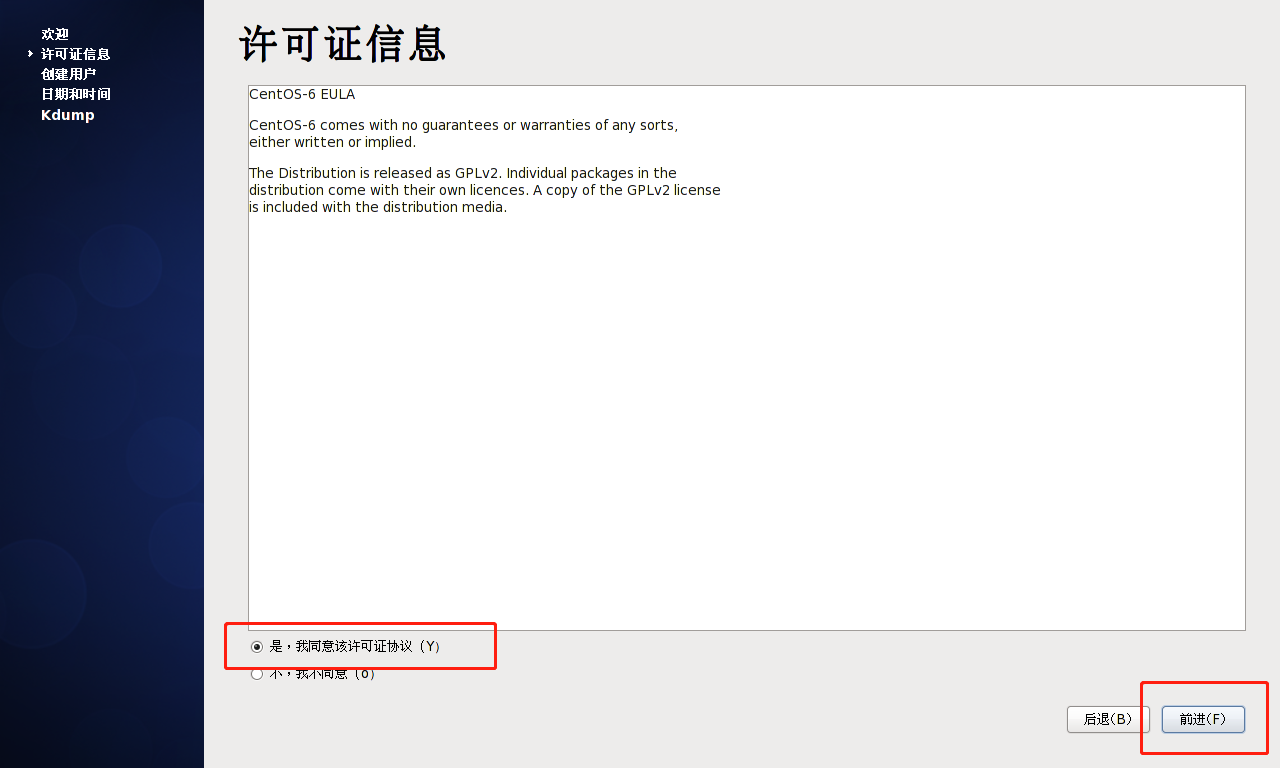 欢迎
许可证信息
创建用户
日期和时间
Kdump
许可证信息
CentOS-6 EULA
CentOS-6 comes with no guarantees or warranties of any sorts,
either written or implied.
The Distribution is released as GPLv2. Individual packages in the
distribution come with their own licences. A copy of the GPLv2 license
is included with the distribution media.
是，我同意该许可证协议（Y）
不，我不同意（o）
后退(B)
前进(F)